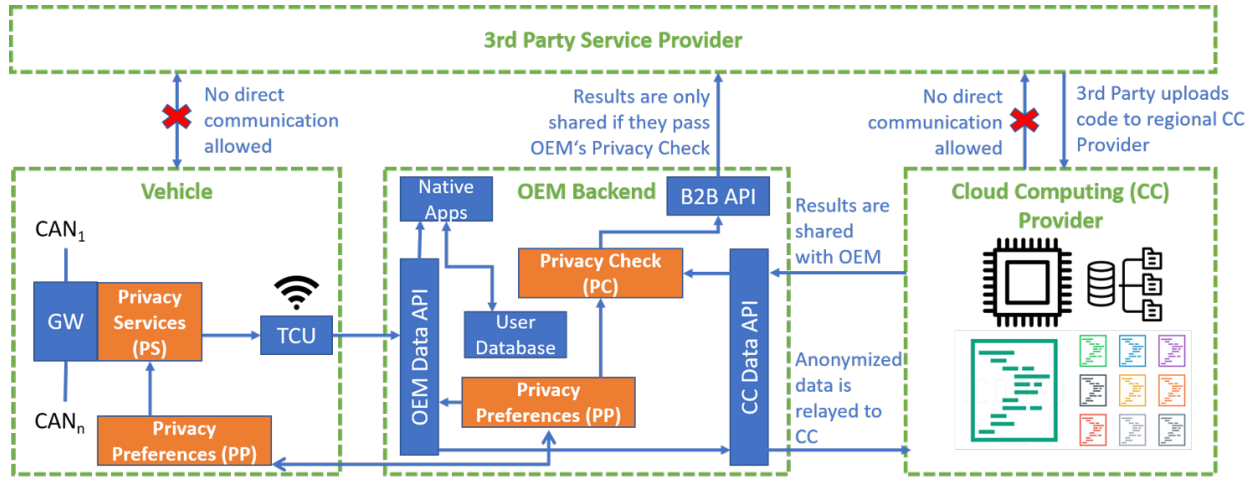 3rd Party Service Provider
No direct
communication
allowed
Results are only
shared if they pass
OEM‘s Privacy Check
No direct
communication
allowed
3rd Party uploads
code to regional CC
Provider
Vehicle
CAN1
GW
Privacy
Services
(PS)
TCU
CANn
Privacy
Preferences (PP)
OEM Backend
Native
Apps
B2B API
Privacy Check
(PC)
OEM Data API
User
Database
CC Data API
Privacy
Preferences (PP)
Results are
shared
with OEM
Anonymized
data is
relayed to
CC
Cloud Computing (CC)
Provider